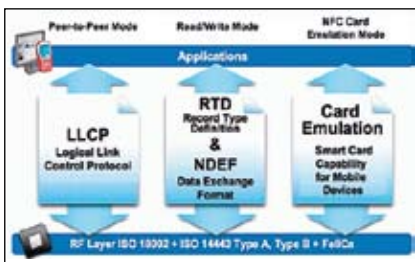 Peer-to-Peer Mode
Read/Write Mode
NFC Card
Emulation Mode
Applications
LLCP
Logical Link
Control Protocol
RTD
Record Type
Definition
&
NDEF
Data Exchange
Format
Card
Emulation
Smart Card
Capability
for Mobile
Devices
RF Layer ISO 18092 + ISO 14443 Type A, Type B + FeliCa